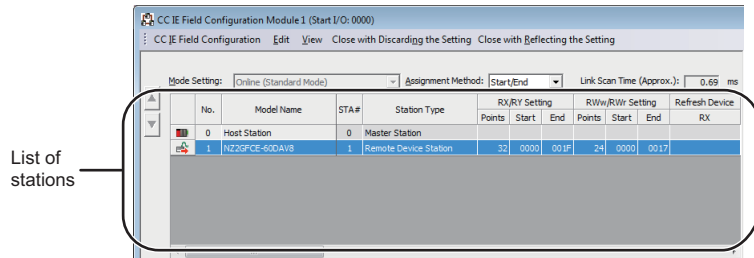 CC IE Field Configuration Module 1 (Start I/O: 0000)
CC IE Field Configuration Edit View Close with Discarding the Setting Close with Reflecting the Setting
Mode Setting: Online (Standard Mode) Assignment Method: Start/End Link Scan Time (Approx.): 0.69 ms
No. Model Name STA# Station Type RX/RY Setting RWw/RWr Setting Refresh Device
Points Start End Points Start End RX
0 Host Station 0 Master Station
1 NZ2GFCE-60DAV8 1 Remote Device Station 32 0000 001F 24 0000 0017
List of
stations